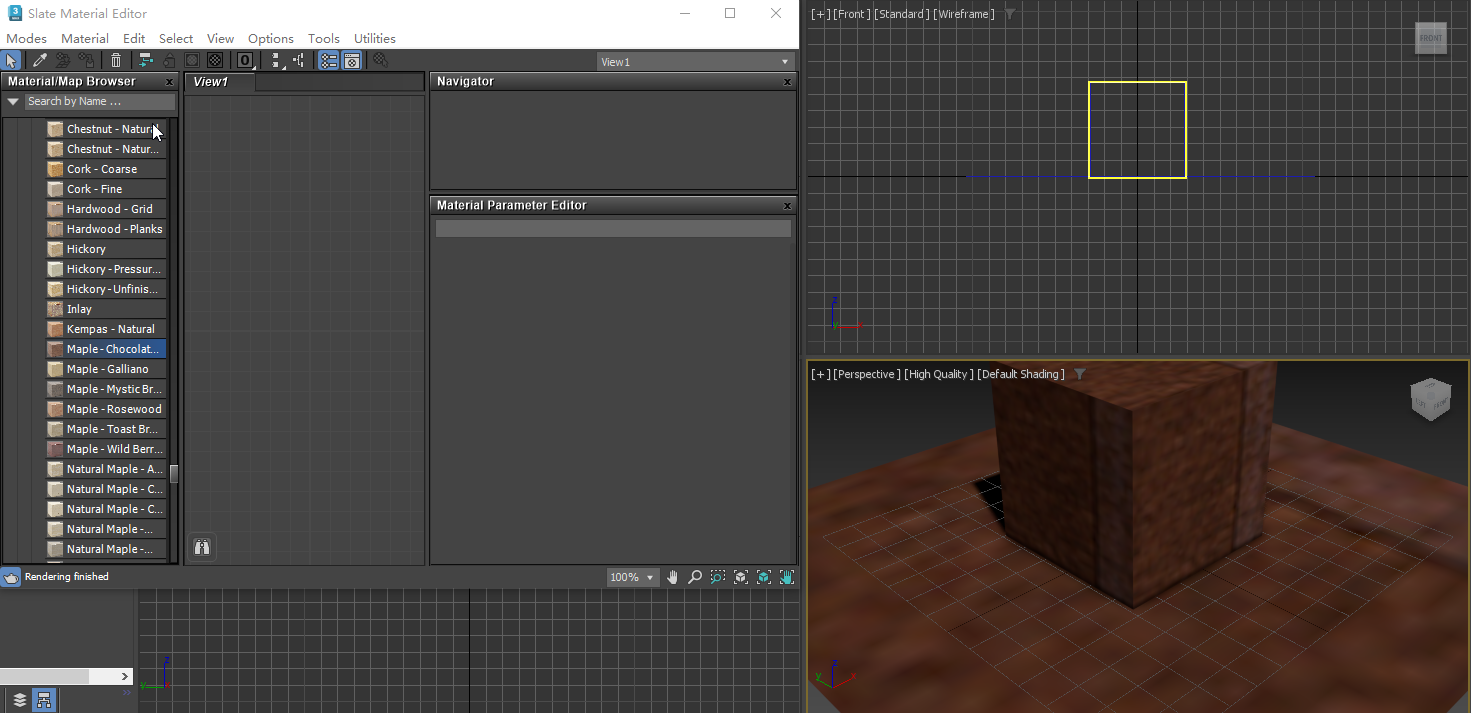 Slate Material Editor
Modes Material Edit Select View Options Tools Utilities
View1
Material/Map Browser
Search by Name ...
Chestnut - Natural
Chestnut - Natur...
Cork - Coarse
Cork - Fine
Hardwood - Grid
Hardwood - Planks
Hickory
Hickory - Pressur...
Hickory - Unfinis...
Inlay
Kempas - Natural
Maple - Chocolat...
Maple - Galliano
Maple - Mystic Br...
Maple - Rosewood
Maple - Toast Br...
Maple - Wild Berr...
Natural Maple - A...
Natural Maple - C...
Natural Maple - C...
Natural Maple -...
Natural Maple -...
View1
Navigator
Material Parameter Editor
Rendering finished
100%
[+] [Front ] [Standard ] [Wireframe ]
FRONT
z
y
x
[+] [Perspective ] [High Quality ] [Default Shading ]
FRONT
z
y
x
z
y